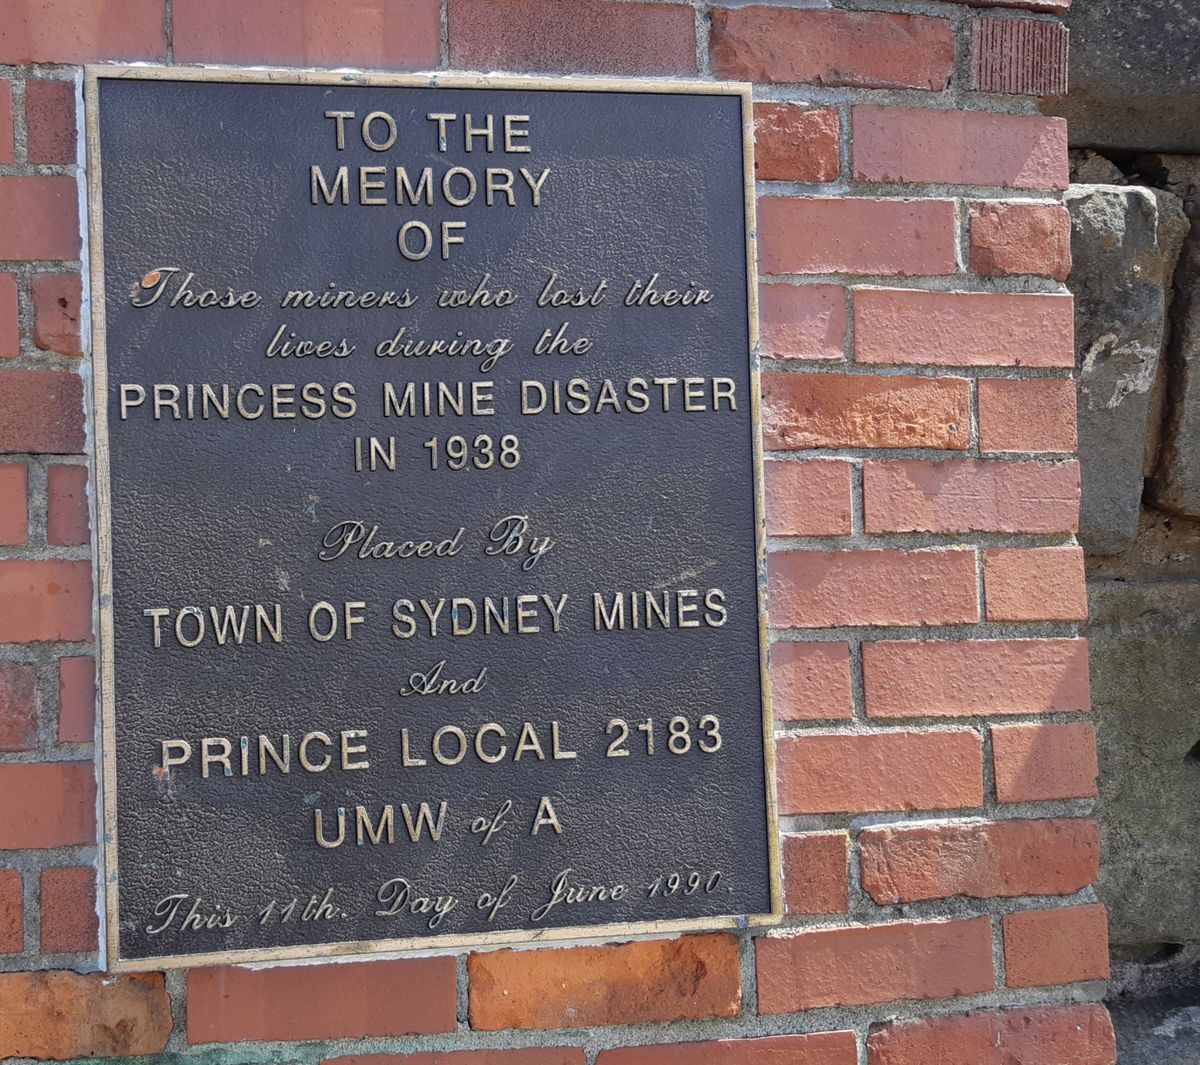 TO THE
MEMORY
OF
Those miners who lost their
lives during the
PRINCESS MINE DISASTER
IN 1938
Placed By
TOWN OF SYDNEY MINES
And
PRINCE LOCAL 2183
UMW of A
This 11th. Day of June 1990.